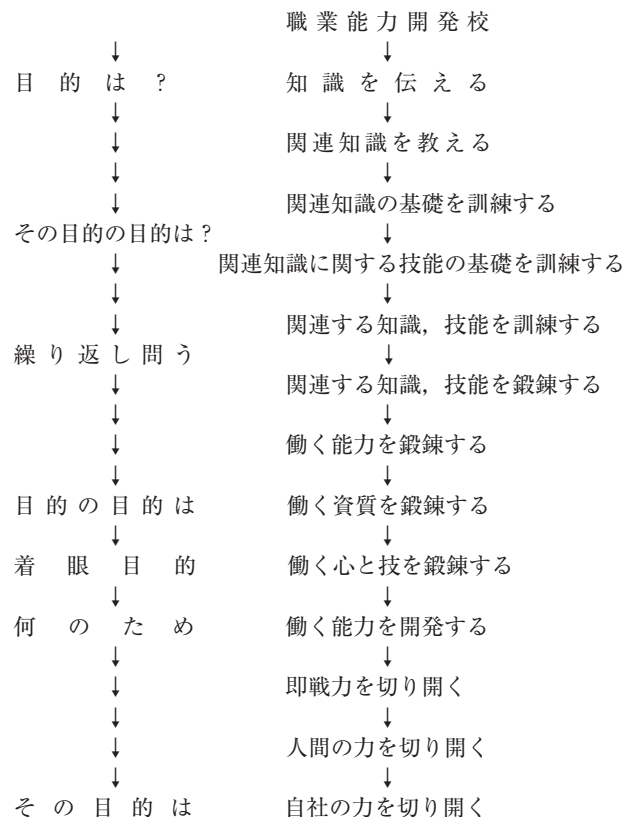 職業能力開発校
↓ ↓
目的は? 知識を伝える
↓ ↓
↓ 関連知識を教える
↓ ↓
↓ 関連知識の基礎を訓練する
その目的の目的は? ↓
↓ 関連知識に関する技能の基礎を訓練する
↓ ↓
↓ 関連する知識，技能を訓練する
繰り返し問う ↓
↓ 関連する知識，技能を鍛錬する
↓ ↓
↓ 働く能力を鍛錬する
↓ ↓
目的の目的は 働く資質を鍛錬する
↓ ↓
着眼目的 働く心と技を鍛錬する
↓ ↓
何のため 働く能力を開発する
↓ ↓
↓ 即戦力を切り開く
↓ ↓
↓ 人間の力を切り開く
↓ ↓
その目的は 自社の力を切り開く